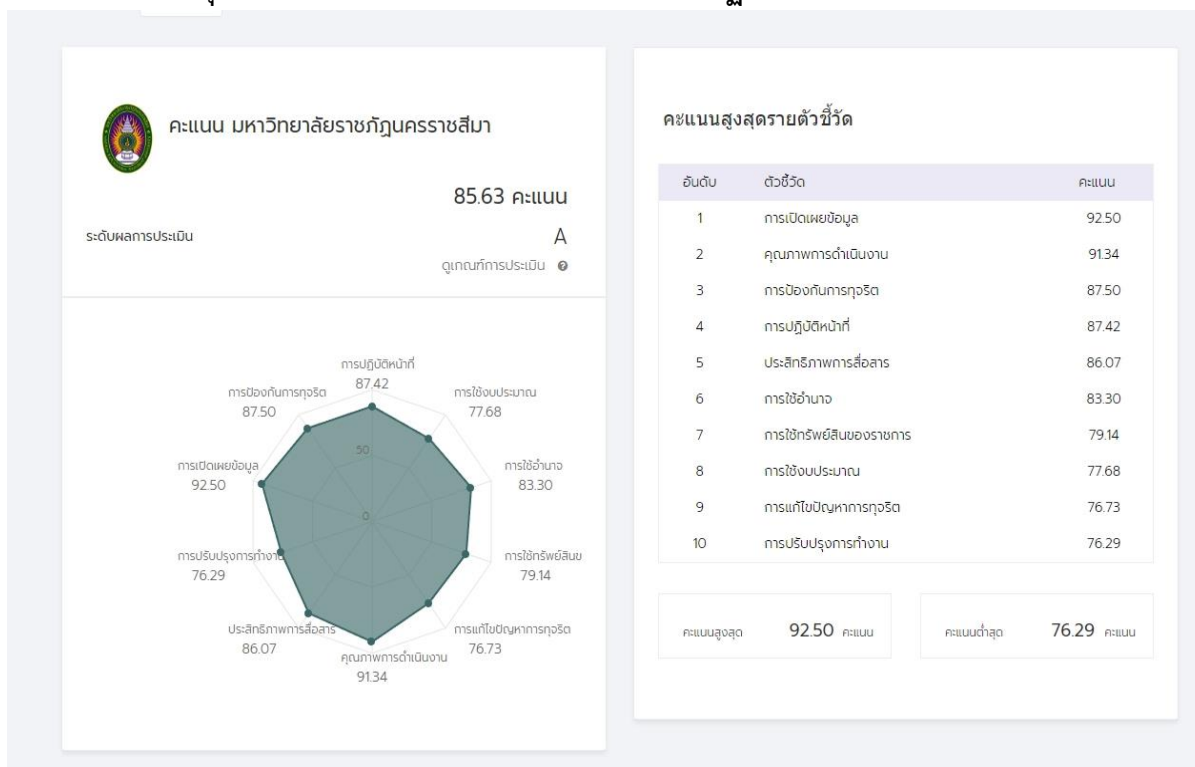 คะแนน มหาวิทยาลัยราชภัฏนครราชสีมา
85.63 คะแนน
ระดับผลการประเมิน A
ดูเกณฑ์การประเมิน
การปฏิบัติหน้าที่
87.42
การป้องกันการทุจริต
87.50
การใช้งบประมาณ
77.68
50
การเปิดเผยข้อมูล
92.50
การใช้อำนาจ
83.30
0
การปรับปรุงการทำงาน
76.29
การใช้ทรัพย์สินข
79.14
ประสิทธิภาพการสื่อสาร
86.07
การแก้ไขปัญหาการทุจริต
76.73
คุณภาพการดำเนินงาน
91.34
คะแนนสูงสุดรายตัวชี้วัด
อันดับ ตัวชี้วัด คะแนน
1 การเปิดเผยข้อมูล 92.50
2 คุณภาพการดำเนินงาน 91.34
3 การป้องกันการทุจริต 87.50
4 การปฏิบัติหน้าที่ 87.42
5 ประสิทธิภาพการสื่อสาร 86.07
6 การใช้อำนาจ 83.30
7 การใช้ทรัพย์สินของราชการ 79.14
8 การใช้งบประมาณ 77.68
9 การแก้ไขปัญหาการทุจริต 76.73
10 การปรับปรุงการทำงาน 76.29
คะแนนสูงสุด 92.50 คะแนน
คะแนนต่ำสุด 76.29 คะแนน